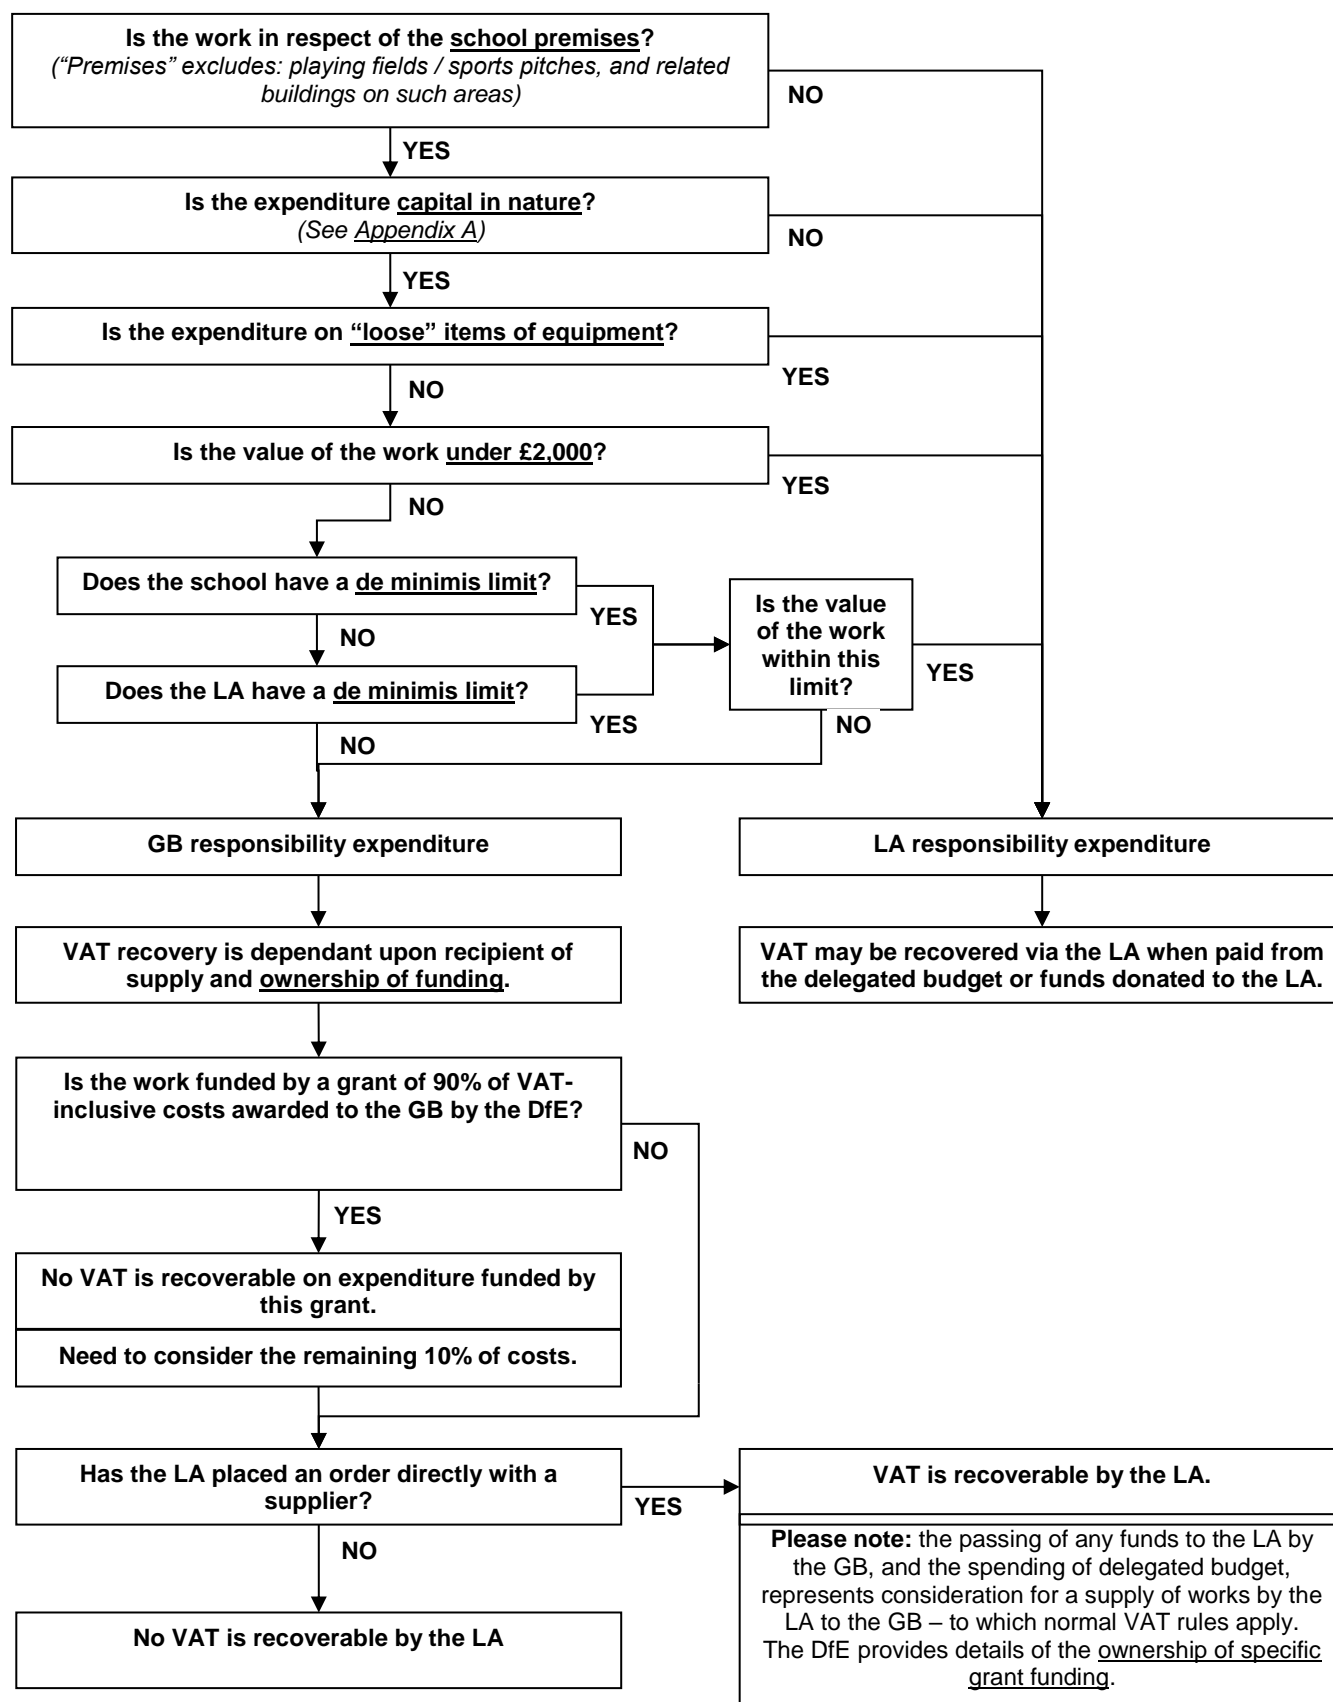 Is the work in respect of the school premises?
(“Premises” excludes: playing fields / sports pitches, and related
buildings on such areas)
NO
YES
Is the expenditure capital in nature?
(See Appendix A)
NO
YES
Is the expenditure on “loose” items of equipment?
YES
NO
Is the value of the work under £2,000?
YES
NO
Does the school have a de minimis limit?
YES
NO
Does the LA have a de minimis limit?
YES
NO
Is the value
of the work
within this
limit?
YES
NO
GB responsibility expenditure
LA responsibility expenditure
VAT recovery is dependant upon recipient of
supply and ownership of funding.
VAT may be recovered via the LA when paid from
the delegated budget or funds donated to the LA.
Is the work funded by a grant of 90% of VAT-
inclusive costs awarded to the GB by the DfE?
NO
YES
No VAT is recoverable on expenditure funded by
this grant.
Need to consider the remaining 10% of costs.
Has the LA placed an order directly with a
supplier?
YES
NO
No VAT is recoverable by the LA
VAT is recoverable by the LA.
Please note: the passing of any funds to the LA by
the GB, and the spending of delegated budget,
represents consideration for a supply of works by the
LA to the GB – to which normal VAT rules apply.
The DfE provides details of the ownership of specific
grant funding.